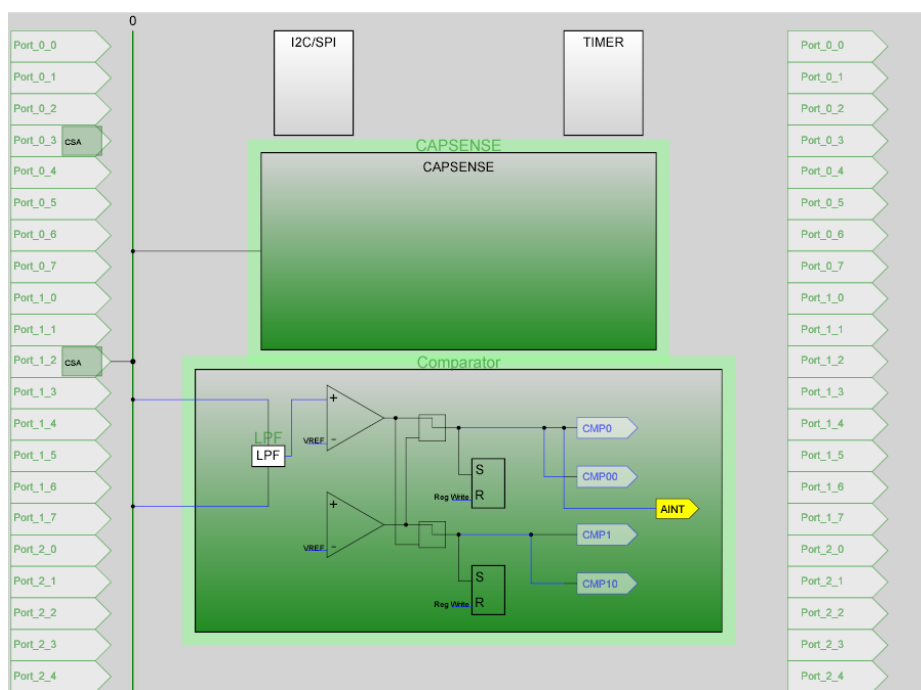 0
I2C/SPI
TIMER
Port_0_0
Port_0_1
Port_0_2
Port_0_3 CSA
Port_0_4
Port_0_5
Port_0_6
Port_0_7
Port_1_0
Port_1_1
Port_1_2 CSA
Port_1_3
Port_1_4
Port_1_5
Port_1_6
Port_1_7
Port_2_0
Port_2_1
Port_2_2
Port_2_3
Port_2_4
CAPSENSE
CAPSENSE
Comparator
LPF
LPF
+
VREF
-
S
Reg Write R
+
VREF
-
S
Reg Write R
CMP0
CMP00
AINT
CMP1
CMP10
Port_0_0
Port_0_1
Port_0_2
Port_0_3
Port_0_4
Port_0_5
Port_0_6
Port_0_7
Port_1_0
Port_1_1
Port_1_2
Port_1_3
Port_1_4
Port_1_5
Port_1_6
Port_1_7
Port_2_0
Port_2_1
Port_2_2
Port_2_3
Port_2_4